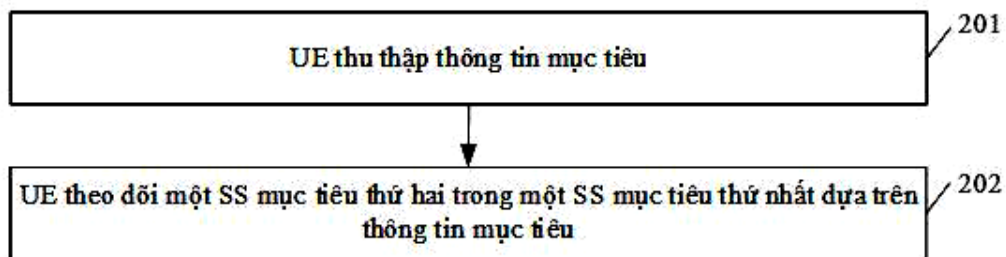 201
UE thu thập thông tin mục tiêu
202
UE theo dõi một SS mục tiêu thứ hai trong một SS mục tiêu thứ nhất dựa trên
thông tin mục tiêu